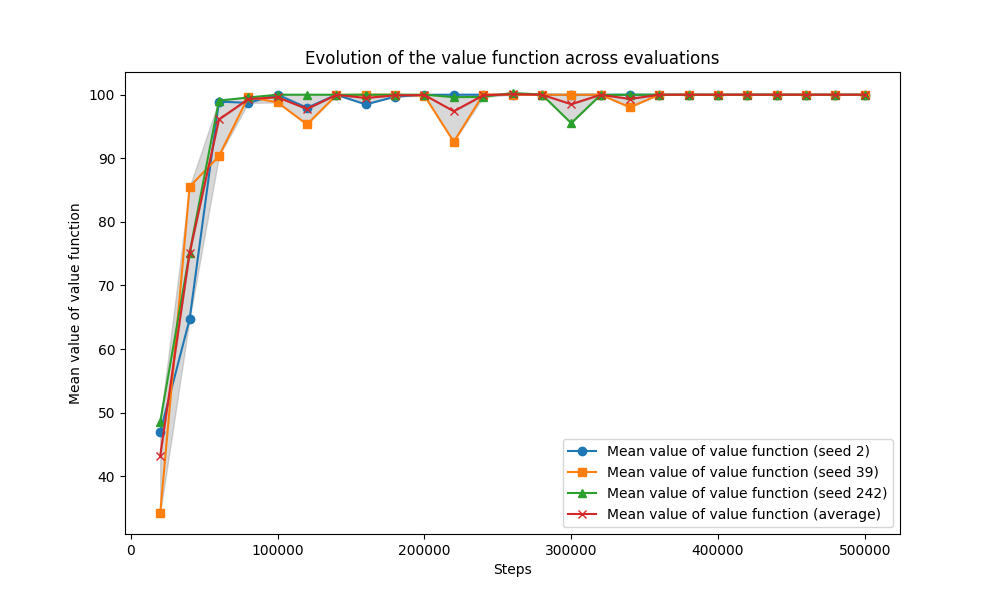 Evolution of the value function across evaluations
Mean value of value function
100
90
80
70
60
50
40
Mean value of value function (seed 2)
Mean value of value function (seed 39)
Mean value of value function (seed 242)
Mean value of value function (average)
0
100000
200000
300000
400000
500000
Steps